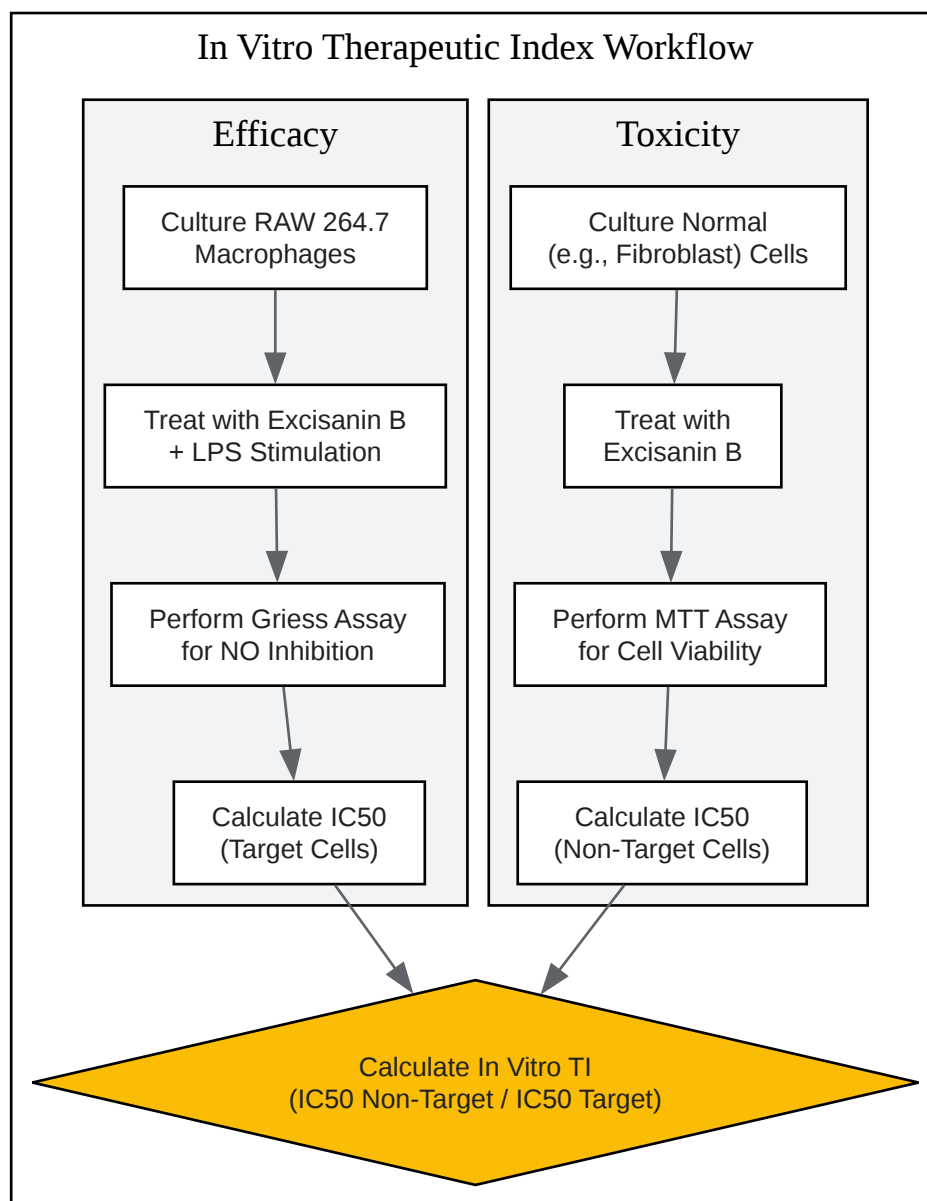 In Vitro Therapeutic Index Workflow
Efficacy
Culture RAW 264.7
Macrophages
Treat with Excisanin B
+ LPS Stimulation
Perform Griess Assay
for NO Inhibition
Calculate IC50
(Target Cells)
Toxicity
Culture Normal
(e.g., Fibroblast) Cells
Treat with
Excisanin B
Perform MTT Assay
for Cell Viability
Calculate IC50
(Non-Target Cells)
Calculate In Vitro TI
(IC50 Non-Target / IC50 Target)